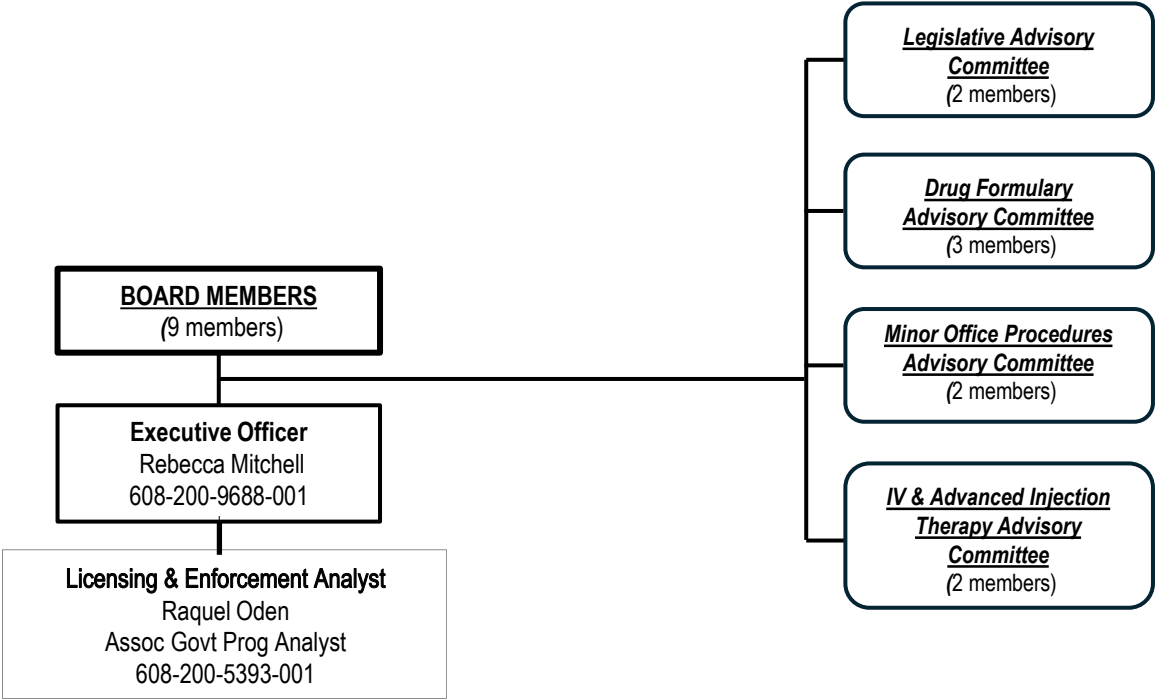 BOARD MEMBERS
(9 members)
Executive Officer
Rebecca Mitchell
608-200-9688-001
Licensing & Enforcement Analyst
Raquel Oden
Assoc Govt Prog Analyst
608-200-5393-001
Legislative Advisory
Committee
(2 members)
Drug Formulary
Advisory Committee
(3 members)
Minor Office Procedures
Advisory Committee
(2 members)
IV & Advanced Injection
Therapy Advisory
Committee
(2 members)